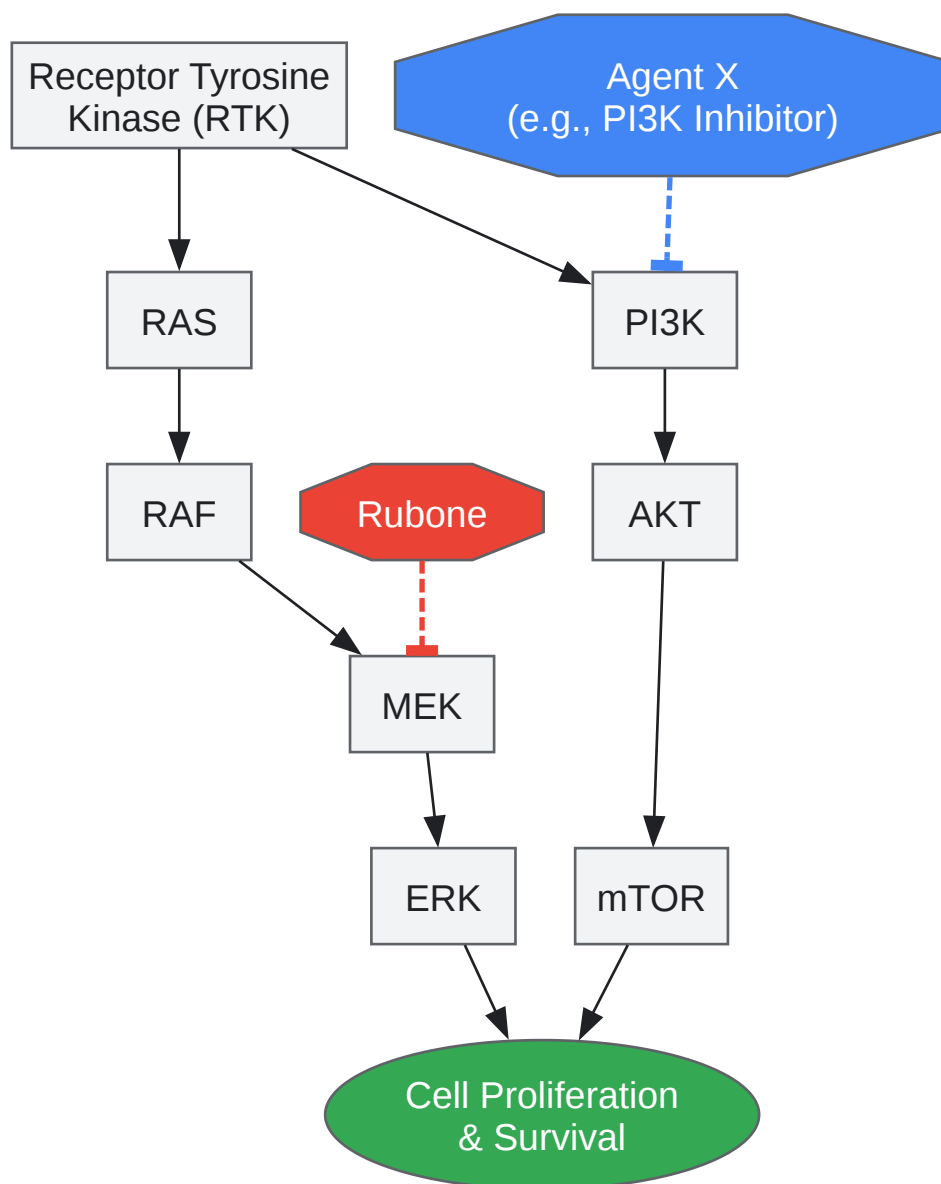 Receptor Tyrosine
Kinase (RTK)
Agent X
(e.g., PI3K Inhibitor)
RAS
PI3K
RAF
Rubone
AKT
MEK
ERK
mTOR
Cell Proliferation
& Survival